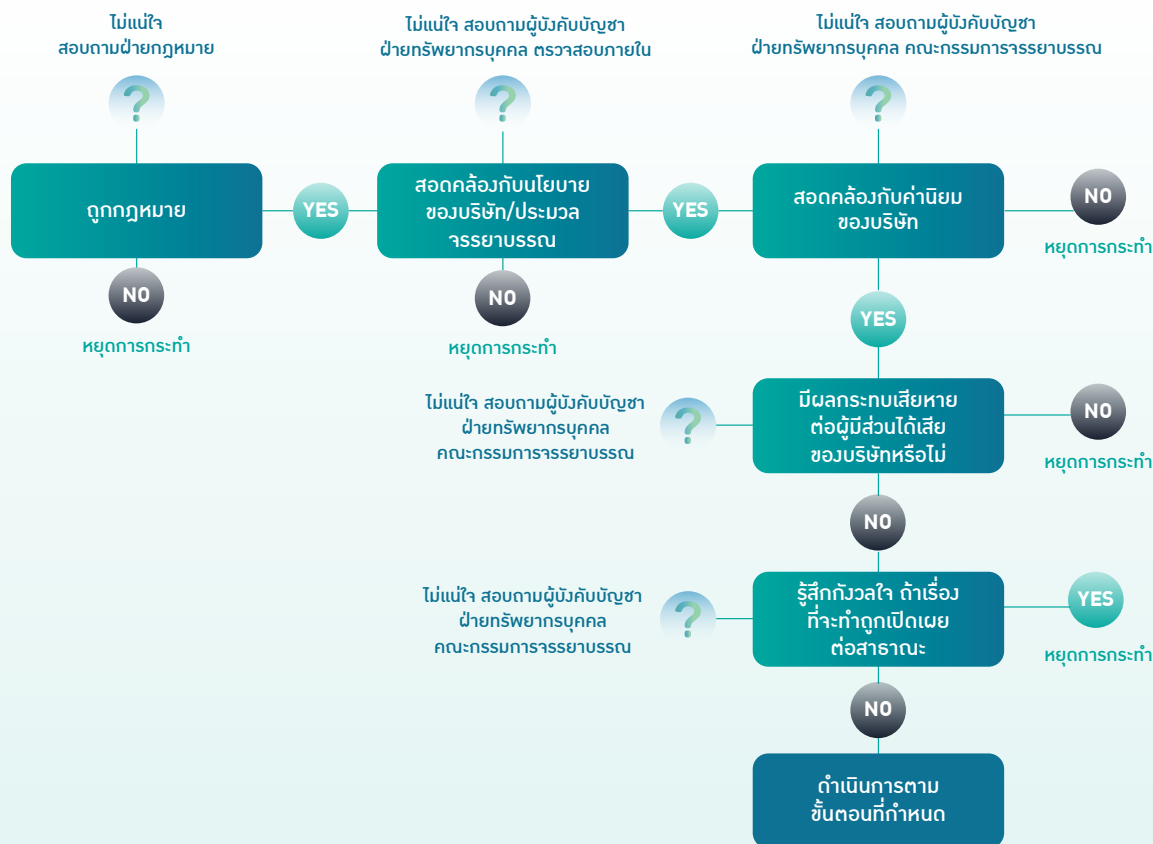 ไม่แน่ใจ
สอบถามฝ่ายกฎหมาย
ไม่แน่ใจ สอบถามผู้บังคับบัญชา
ฝ่ายทรัพยากรบุคคล ตรวจสอบภายใน
ไม่แน่ใจ สอบถามผู้บังคับบัญชา
ฝ่ายทรัพยากรบุคคล คณะกรรมการจรรยาบรรณ
?
?
?
ถูกกฎหมาย
YES
สอดคล้องกับนโยบาย
ของบริษัท/ประมวล
จรรยาบรรณ
YES
สอดคล้องกับค่านิยม
ของบริษัท
NO
หยุดการกระทำ
NO
หยุดการกระทำ
NO
หยุดการกระทำ
YES
ไม่แน่ใจ สอบถามผู้บังคับบัญชา
ฝ่ายทรัพยากรบุคคล
คณะกรรมการจรรยาบรรณ
?
มีผลกระทบเสียหาย
ต่อผู้มีส่วนได้เสีย
ของบริษัทหรือไม่
NO
หยุดการกระทำ
NO
ไม่แน่ใจ สอบถามผู้บังคับบัญชา
ฝ่ายทรัพยากรบุคคล
คณะกรรมการจรรยาบรรณ
?
รู้สึกกังวลใจ ถ้าเรื่อง
ที่จะทำถูกเปิดเผย
ต่อสาธาณะ
YES
หยุดการกระทำ
NO
ดำเนินการตาม
ขั้นตอนที่กำหนด